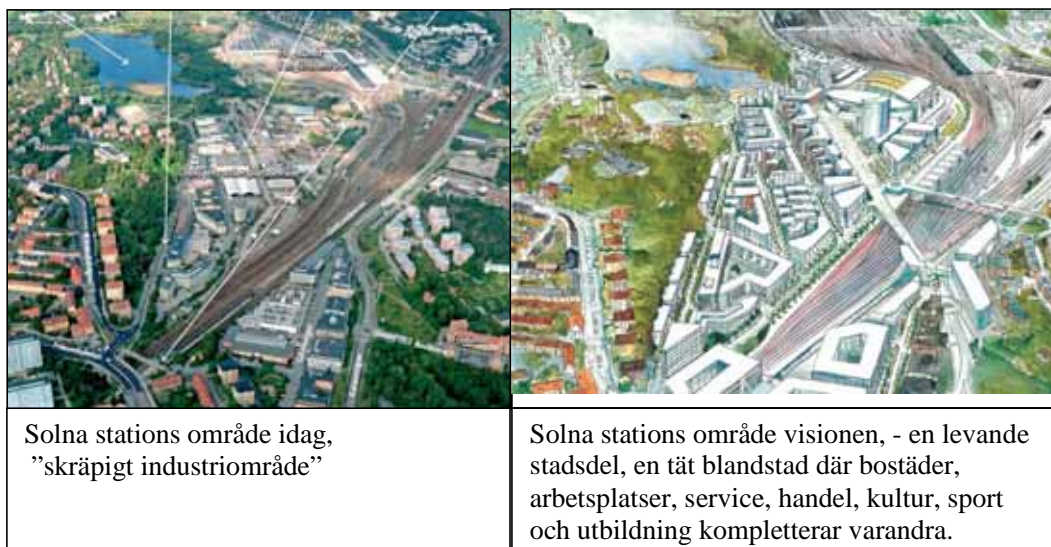 Solna stations område idag,
”skräpigt industriområde”
Solna stations område visionen, - en levande
stadsdel, en tät blandstad där bostäder,
arbetsplatser, service, handel, kultur, sport
och utbildning kompletterar varandra.